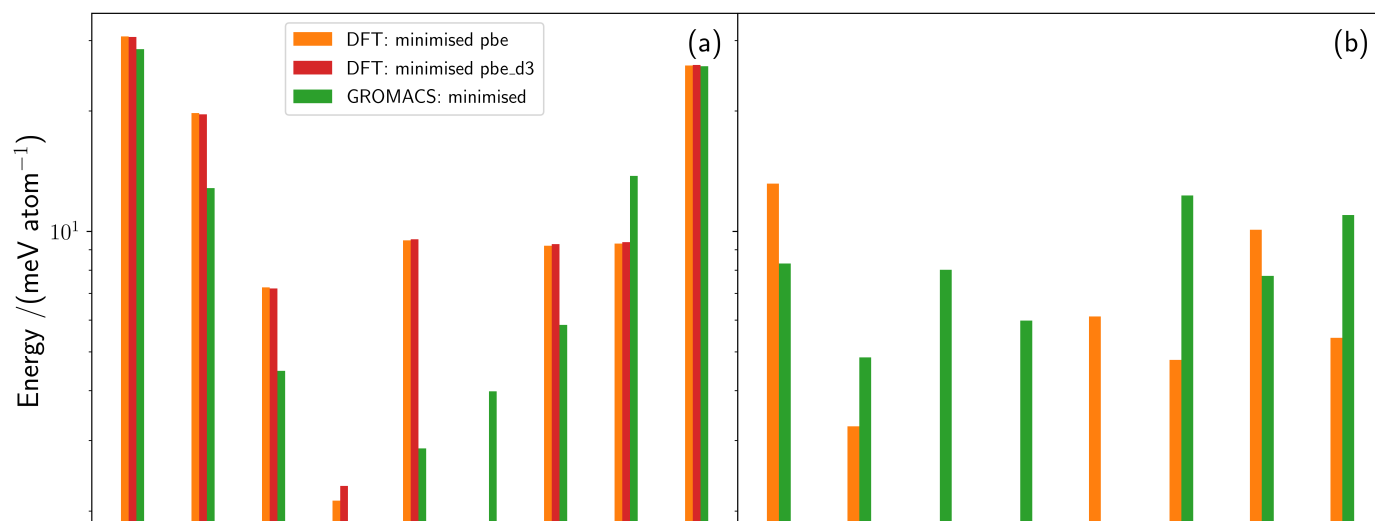 (a)
(b)
DFT: minimised pbe
DFT: minimised pbe_d3
GROMACS: minimised
10¹
Energy /(meV atom⁻¹)